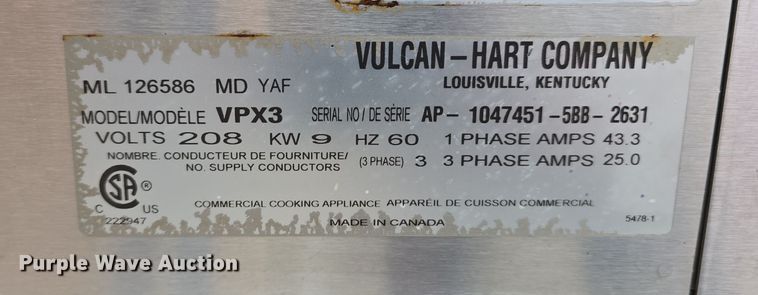 VULCAN-HART COMPANY
LOUISVILLE, KENTUCKY
ML 126586 MD YAF
MODEL/MODÈLE VPX3 SERIAL NO/DE SÉRIE AP- 1047451 -5BB- 2631
VOLTS 208 KW 9 HZ 60 1 PHASE AMPS 43.3
NOMBRE. CONDUCTEUR DE FOURNITURE/
NO. SUPPLY CONDUCTORS (3 PHASE) 3 3 PHASE AMPS 25.0
CSA ®
C US
222947
COMMERCIAL COOKING APPLIANCE APPAREIL DE CUISSON COMMERCIAL
MADE IN CANADA
5478-1
Purple Wave Auction